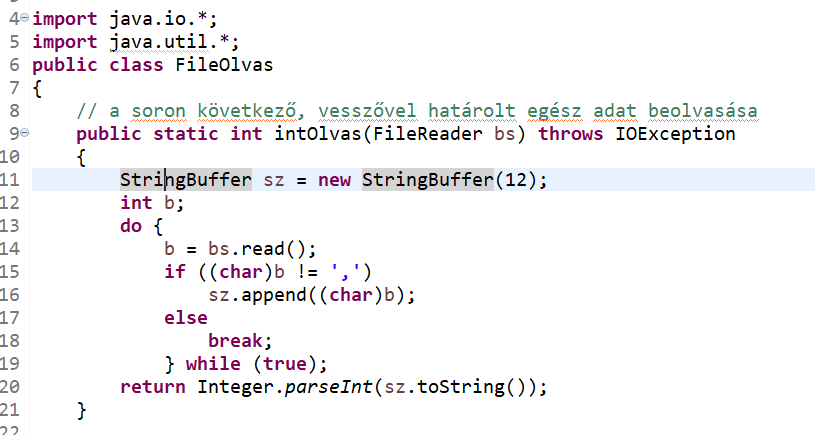 4 import java.io.*;
5 import java.util.*;
6 public class FileOlvas
7 {
8 // a soron következő, vesszővel határolt egész adat beolvasása
9 public static int intOlvas(FileReader bs) throws IOException
10 {
11 StringBuffer sz = new StringBuffer(12);
12 int b;
13 do {
14 b = bs.read();
15 if ((char)b != ',')
16 sz.append((char)b);
17 else
18 break;
19 } while (true);
20 return Integer.parseInt(sz.toString());
21 }
22